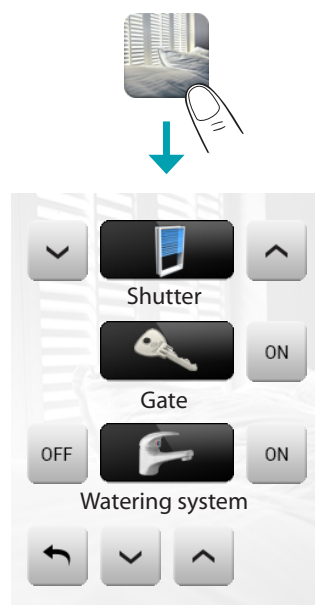 Shutter
ON
Gate
OFF
ON
Watering system